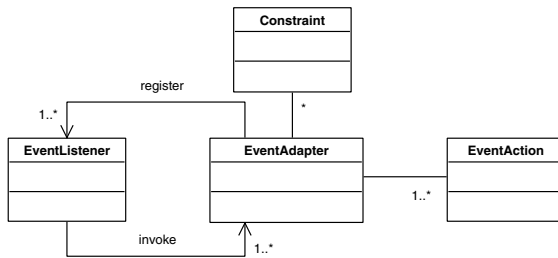 Constraint
register
*
1..*
EventListener
EventAdapter
EventAction
1..*
invoke
1..*